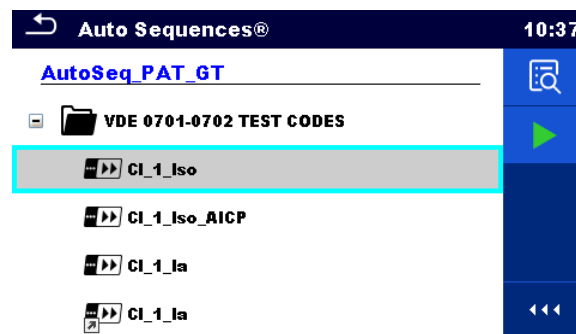 Auto Sequences® 10:37
AutoSeq_PAT_GT
VDE 0701-0702 TEST CODES
Cl_1_Iso
Cl_1_Iso_AICP
Cl_1_Ia
Cl_1_Ia